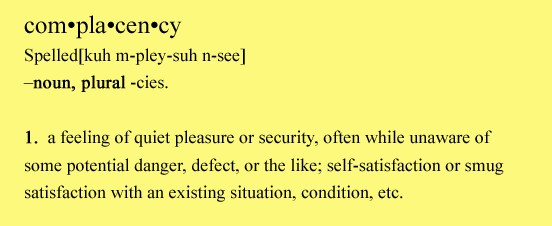 com•pla•cen•cy
Spelled[kuh m-pley-suh n-see]
–noun, plural -cies.
1. a feeling of quiet pleasure or security, often while unaware of
some potential danger, defect, or the like; self-satisfaction or smug
satisfaction with an existing situation, condition, etc.